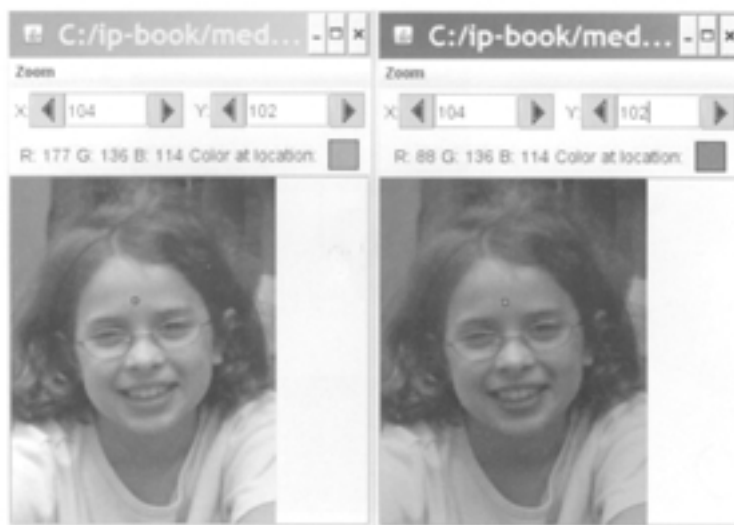 C:/ip-book/med...
Zoom
X: 104 Y: 102
R: 177 G: 136 B: 114 Color at location:
C:/ip-book/med...
Zoom
X: 104 Y: 102
R: 88 G: 136 B: 114 Color at location: